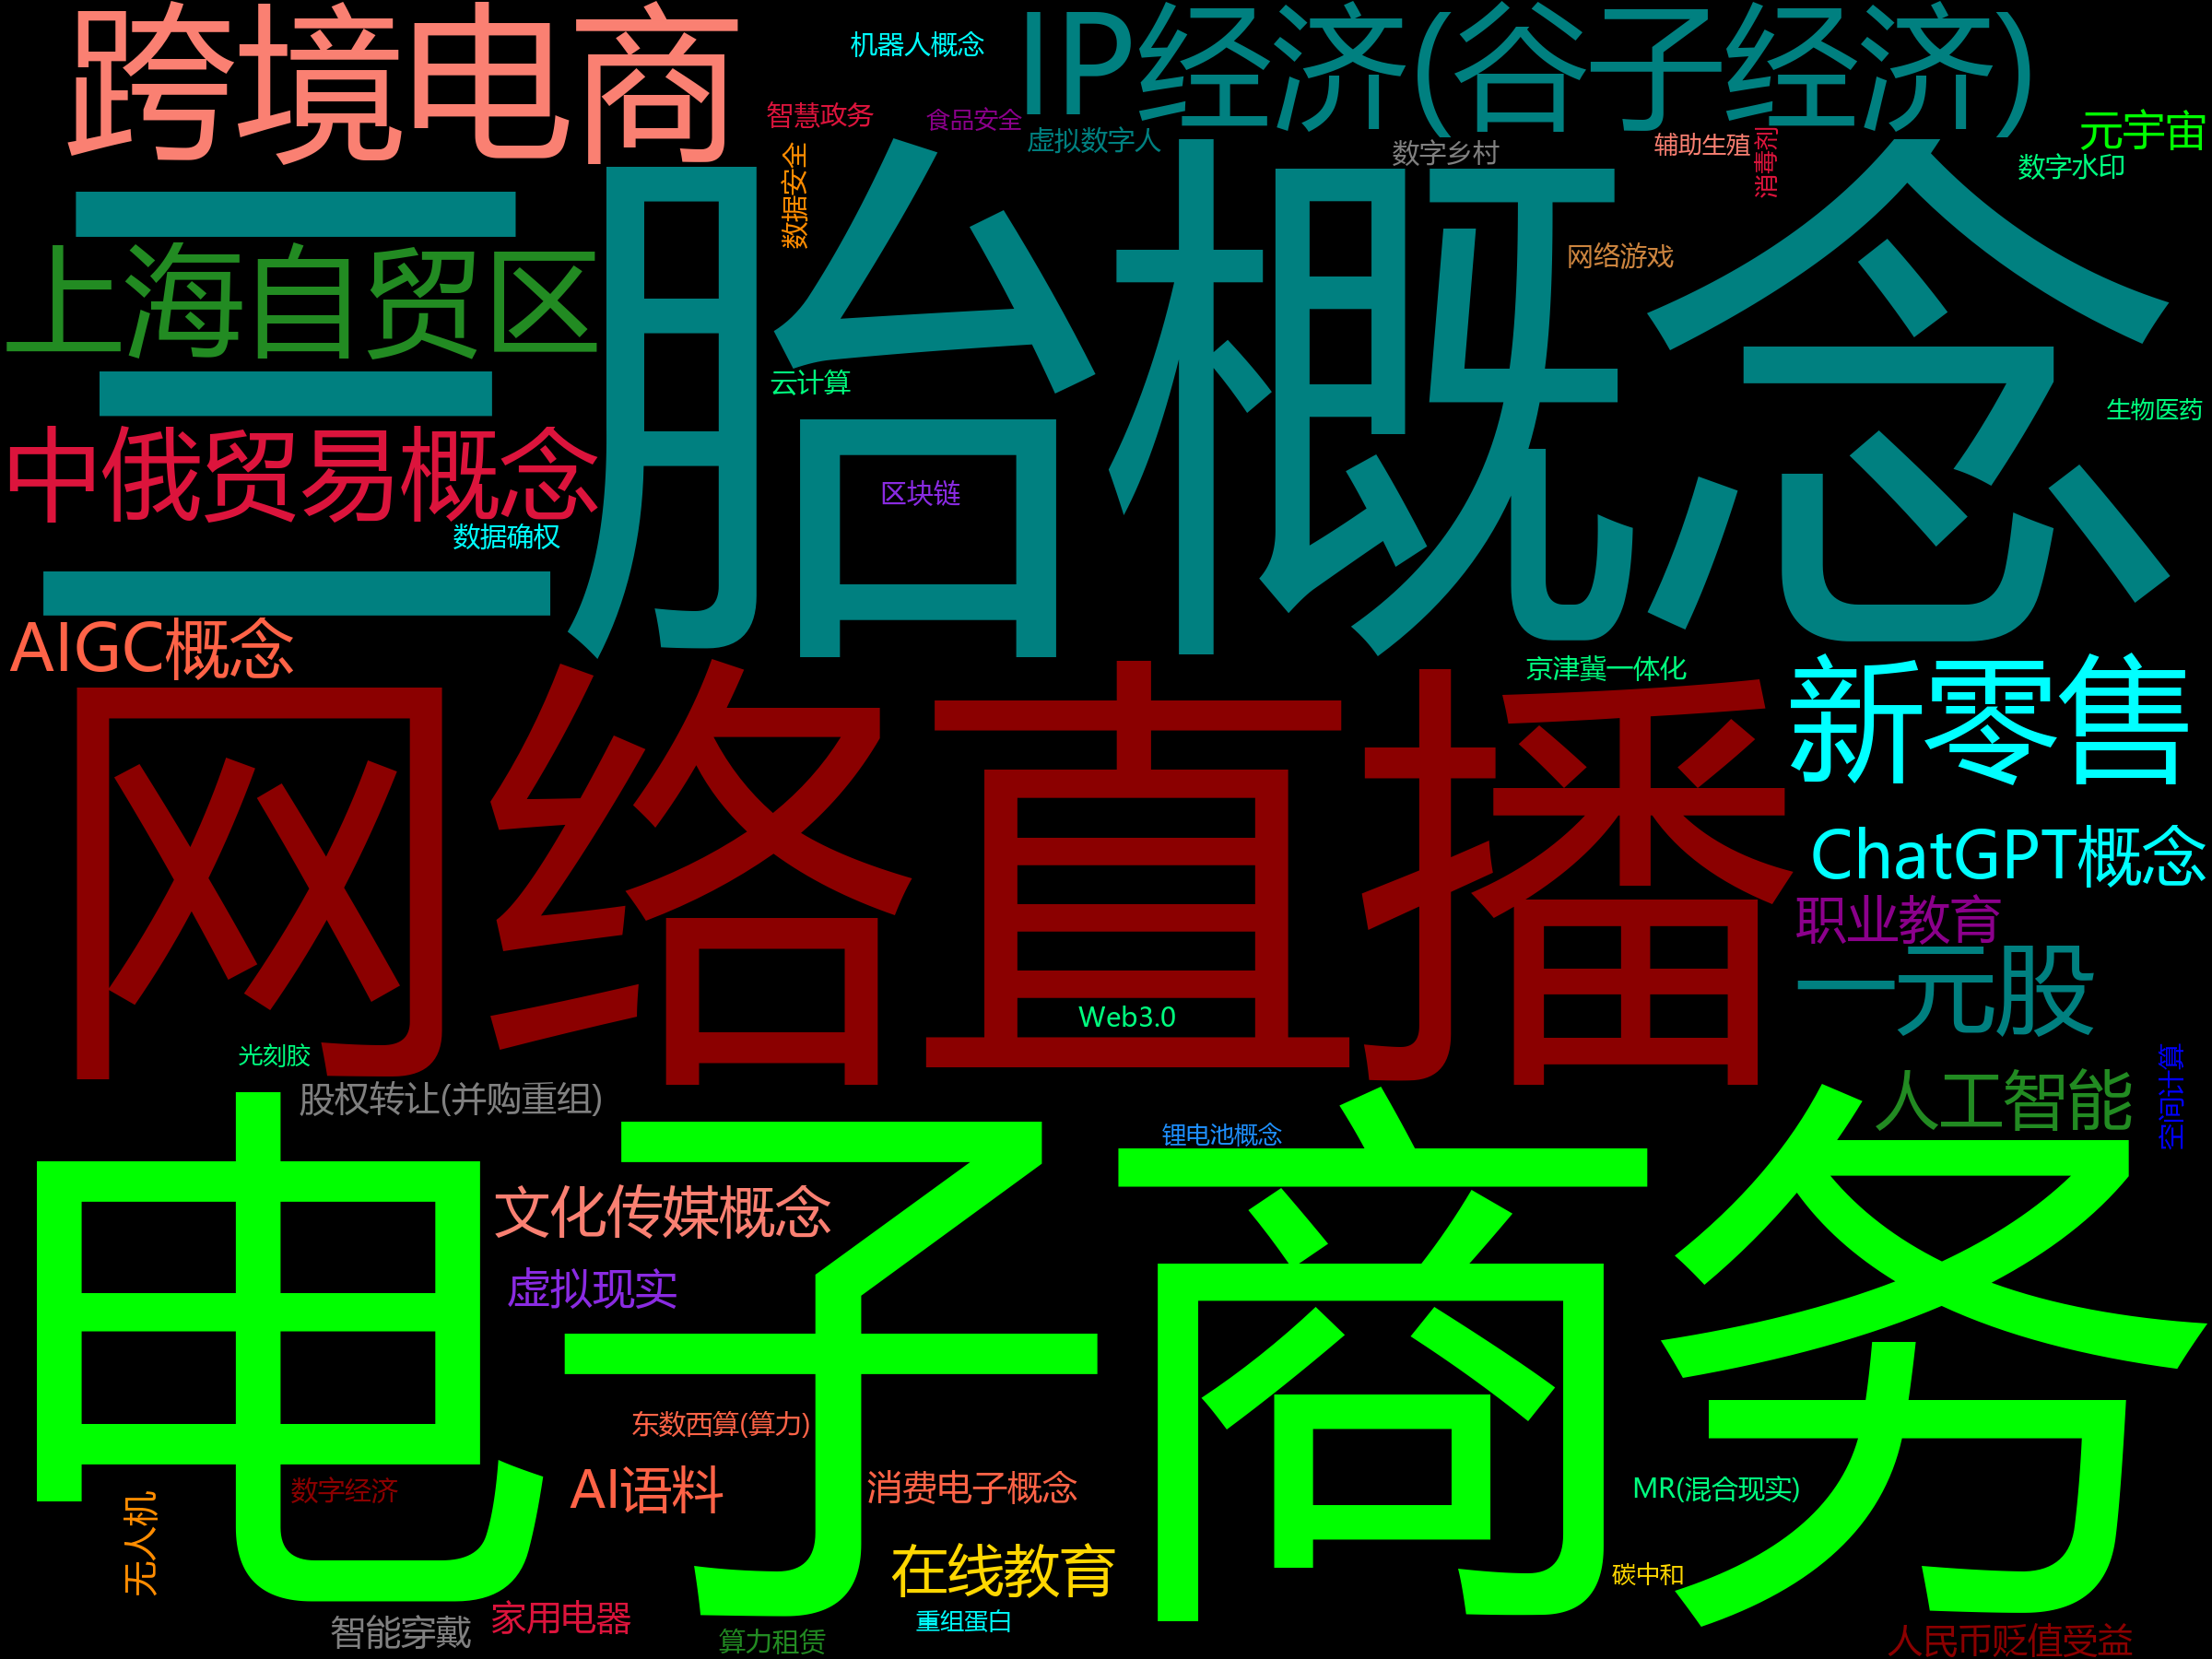 跨境电商
机器人概念
IP经济(谷子经济)
智慧政务
食品安全
虚拟数字人
数字乡村
辅助生殖
消毒剂
元宇宙
数字水印
数据安全
三胎概念
上海自贸区
网络游戏
云计算
生物医药
中俄贸易概念
区块链
数据确权
AIGC概念
京津冀一体化
新零售
网络直播
ChatGPT概念
职业教育
一元股
Web3.0
光刻胶
空间计算
人工智能
股权转让(并购重组)
锂电池概念
电子商务
文化传媒概念
虚拟现实
东数西算(算力)
AI语料
消费电子概念
MR(混合现实)
数字经济
无人机
在线教育
碳中和
智能穿戴
家用电器
重组蛋白
算力租赁
人民币贬值受益